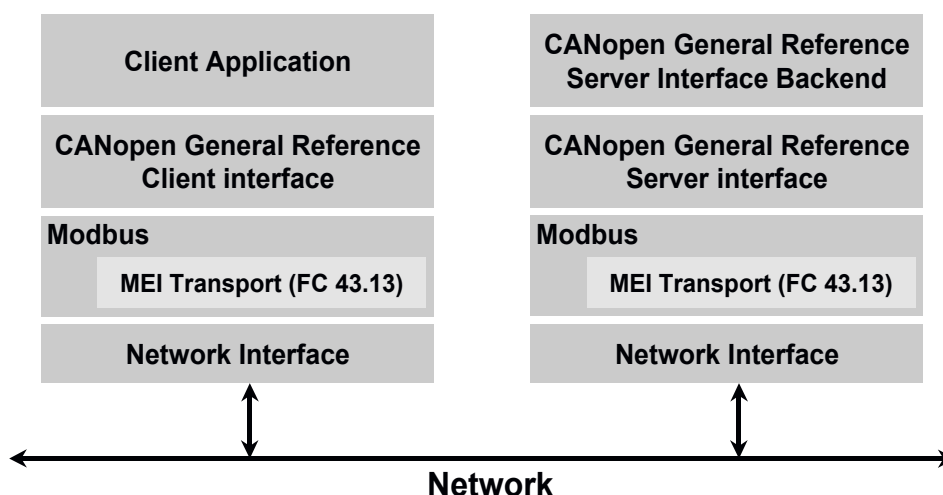 Client Application
CANopen General Reference
Client interface
Modbus
MEI Transport (FC 43.13)
Network Interface
CANopen General Reference
Server Interface Backend
CANopen General Reference
Server interface
Modbus
MEI Transport (FC 43.13)
Network Interface
Network